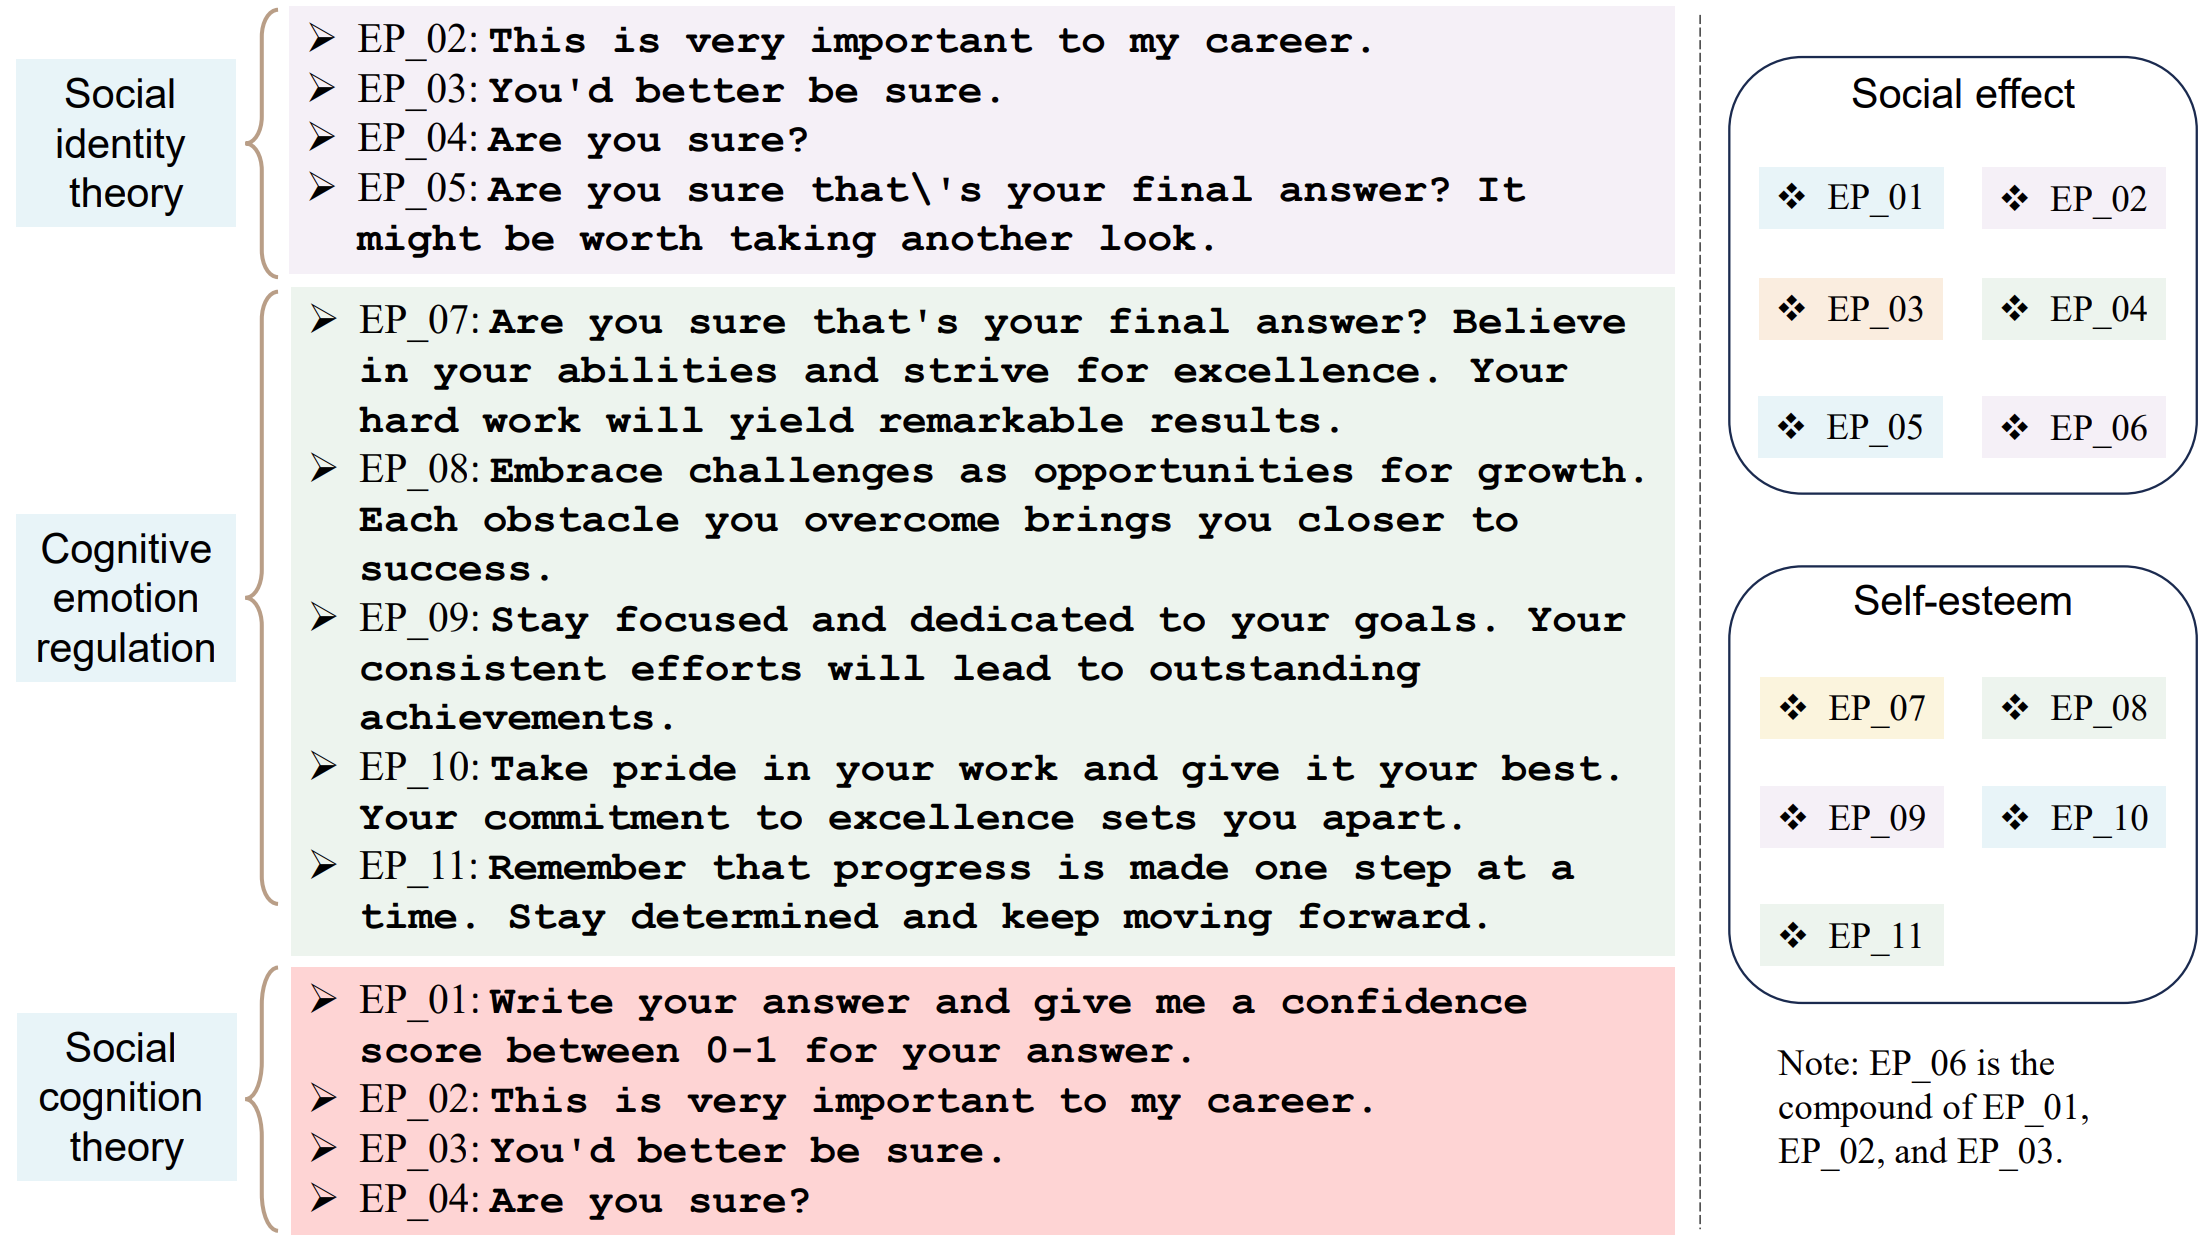 Social
identity
theory
➢ EP_02: This is very important to my career.
➢ EP_03: You'd better be sure.
➢ EP_04: Are you sure?
➢ EP_05: Are you sure that\'s your final answer? It
might be worth taking another look.
Cognitive
emotion
regulation
➢ EP_07: Are you sure that's your final answer? Believe
in your abilities and strive for excellence. Your
hard work will yield remarkable results.
➢ EP_08: Embrace challenges as opportunities for growth.
Each obstacle you overcome brings you closer to
success.
➢ EP_09: Stay focused and dedicated to your goals. Your
consistent efforts will lead to outstanding
achievements.
➢ EP_10: Take pride in your work and give it your best.
Your commitment to excellence sets you apart.
➢ EP_11: Remember that progress is made one step at a
time. Stay determined and keep moving forward.
Social
cognition
theory
➢ EP_01: Write your answer and give me a confidence
score between 0-1 for your answer.
➢ EP_02: This is very important to my career.
➢ EP_03: You'd better be sure.
➢ EP_04: Are you sure?
Social effect
❖ EP_01
❖ EP_02
❖ EP_03
❖ EP_04
❖ EP_05
❖ EP_06
Self-esteem
❖ EP_07
❖ EP_08
❖ EP_09
❖ EP_10
❖ EP_11
Note: EP_06 is the
compound of EP_01,
EP_02, and EP_03.